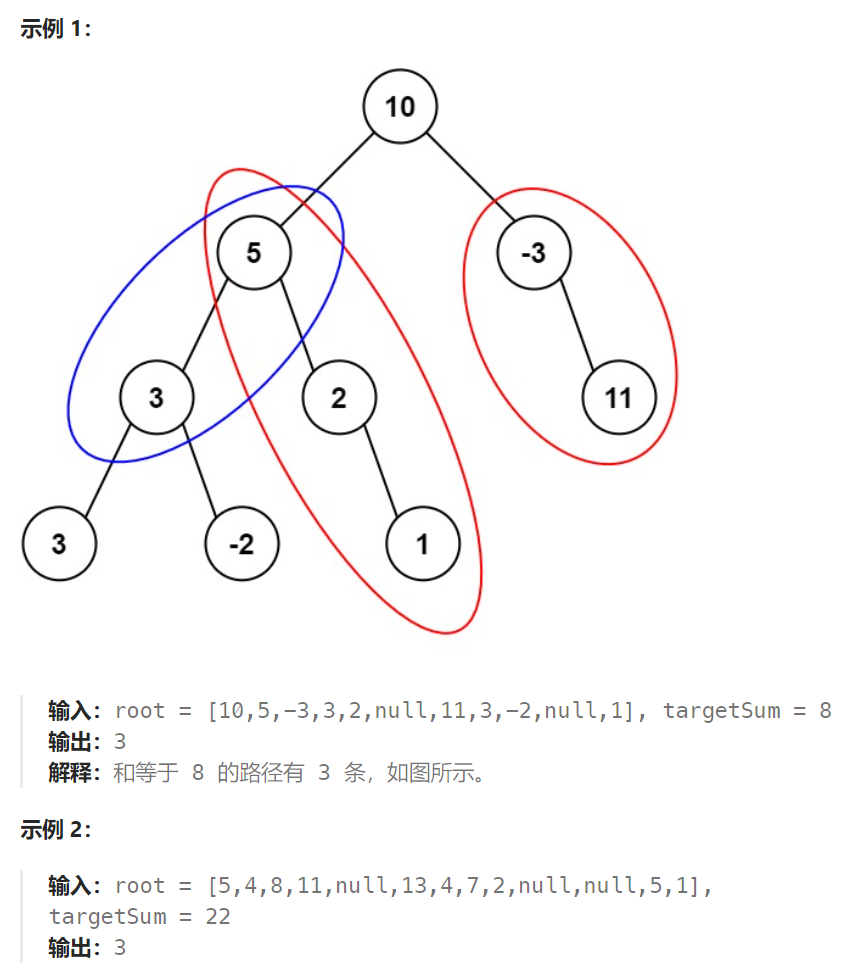 示例 1：
10
5
-3
3
2
11
3
-2
1
输入：root = [10,5,-3,3,2,null,11,3,-2,null,1], targetSum = 8
输出：3
解释：和等于 8 的路径有 3 条，如图所示。
示例 2：
输入：root = [5,4,8,11,null,13,4,7,2,null,null,5,1],
targetSum = 22
输出：3